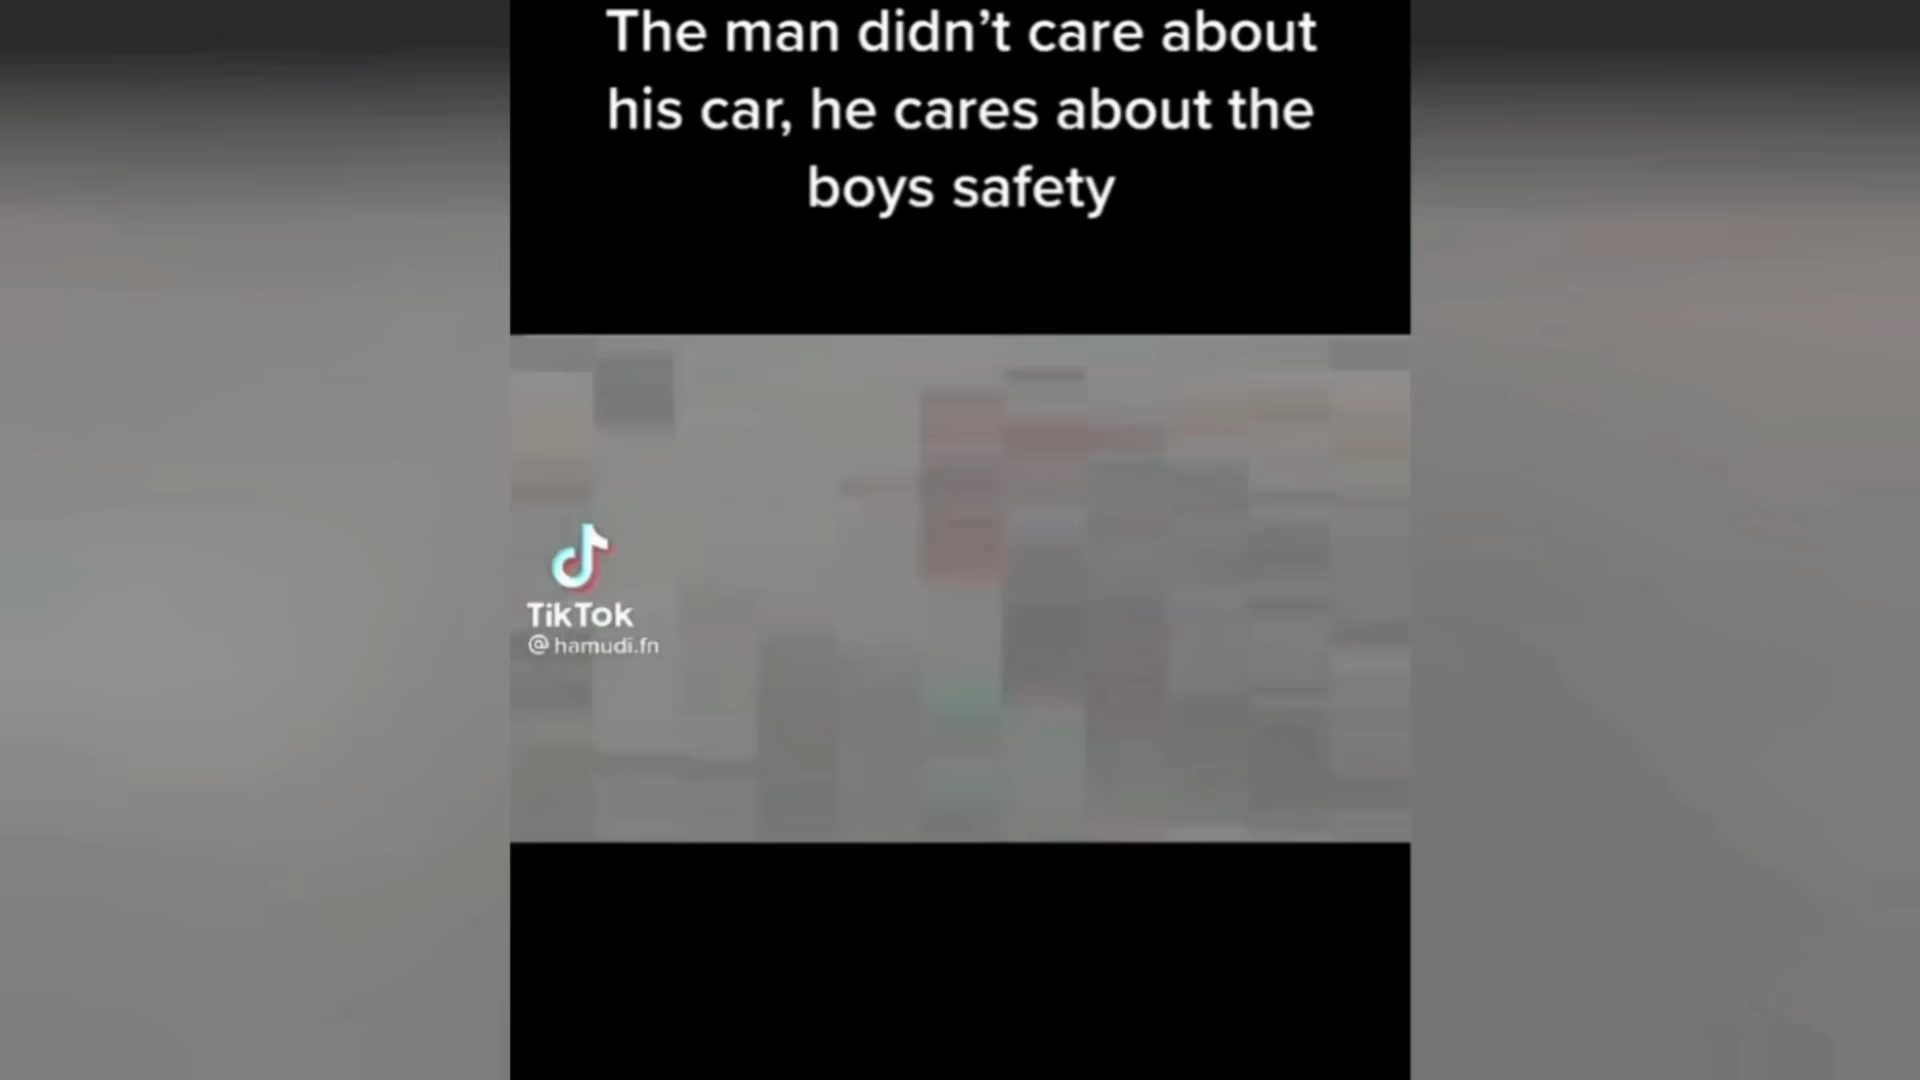 The man didn’t care about
his car, he cares about the
boys safety
TikTok
@hamudi.fn